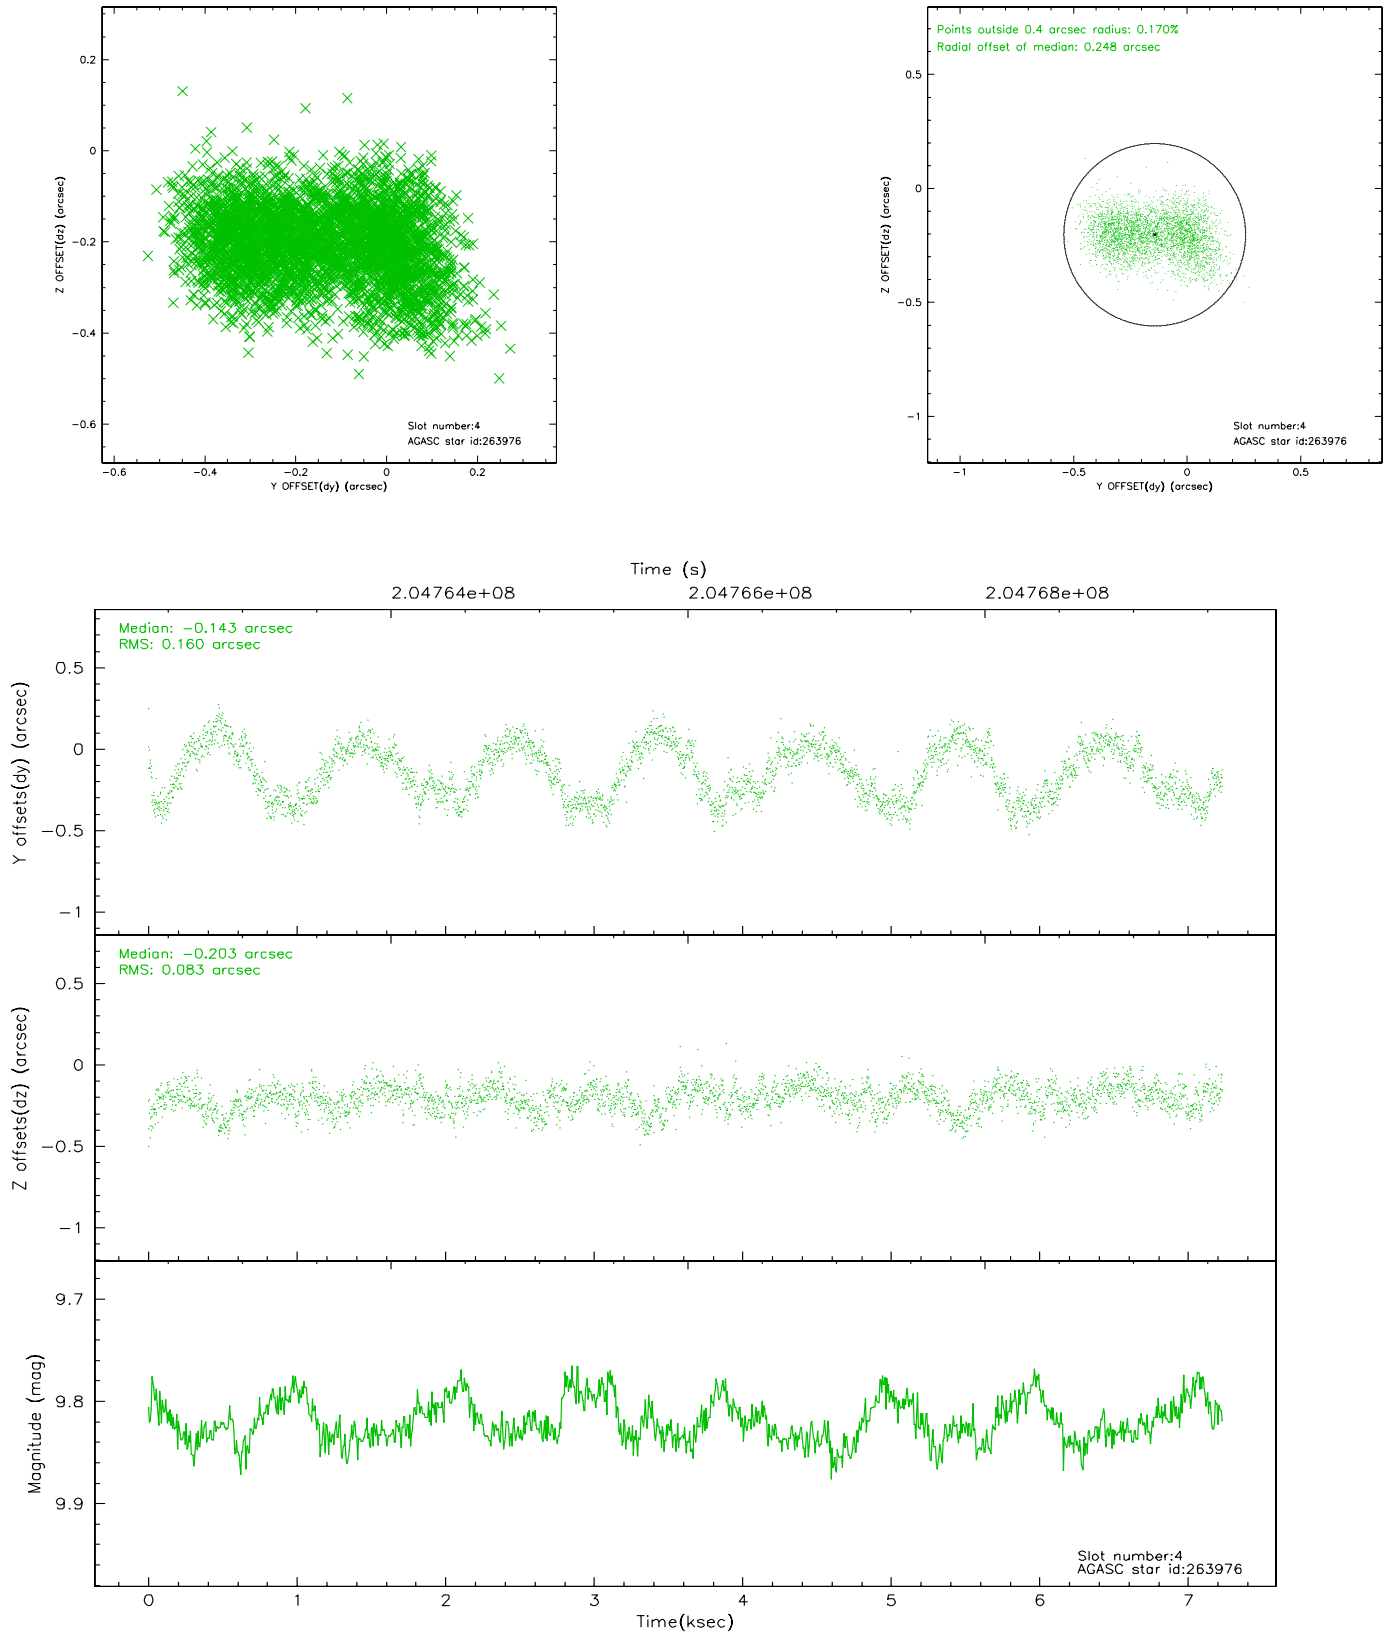 0.2
0
−0.2
−0.4
−0.6
Z OFFSET(dz) (arcsec)
Slot number:4
AGASC star id:263976
−0.6 −0.4 −0.2 0 0.2
Y OFFSET(dy) (arcsec)
Points outside 0.4 arcsec radius: 0.170%
Radial offset of median: 0.248 arcsec
0.5
0
−0.5
−1
Z OFFSET(dz) (arcsec)
Slot number:4
AGASC star id:263976
−1 −0.5 0 0.5
Y OFFSET(dy) (arcsec)
Time (s)
2.04764e+08 2.04766e+08 2.04768e+08
Median: −0.143 arcsec
RMS: 0.160 arcsec
0.5
0
−0.5
−1
Y offsets(dy) (arcsec)
Median: −0.203 arcsec
RMS: 0.083 arcsec
0.5
0
−0.5
−1
Z offsets(dz) (arcsec)
9.7
9.8
9.9
Magnitude (mag)
Slot number:4
AGASC star id:263976
0 1 2 3 4 5 6 7
Time(ksec)